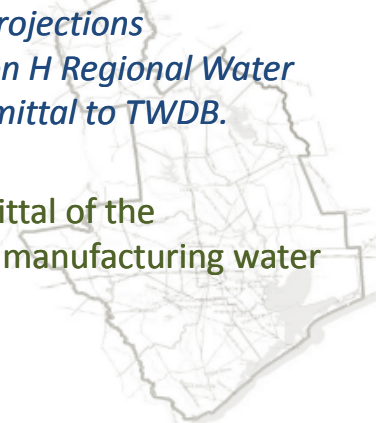 rojections
n H Regional Water
mittal to TWDB.
ittal of the
manufacturing water